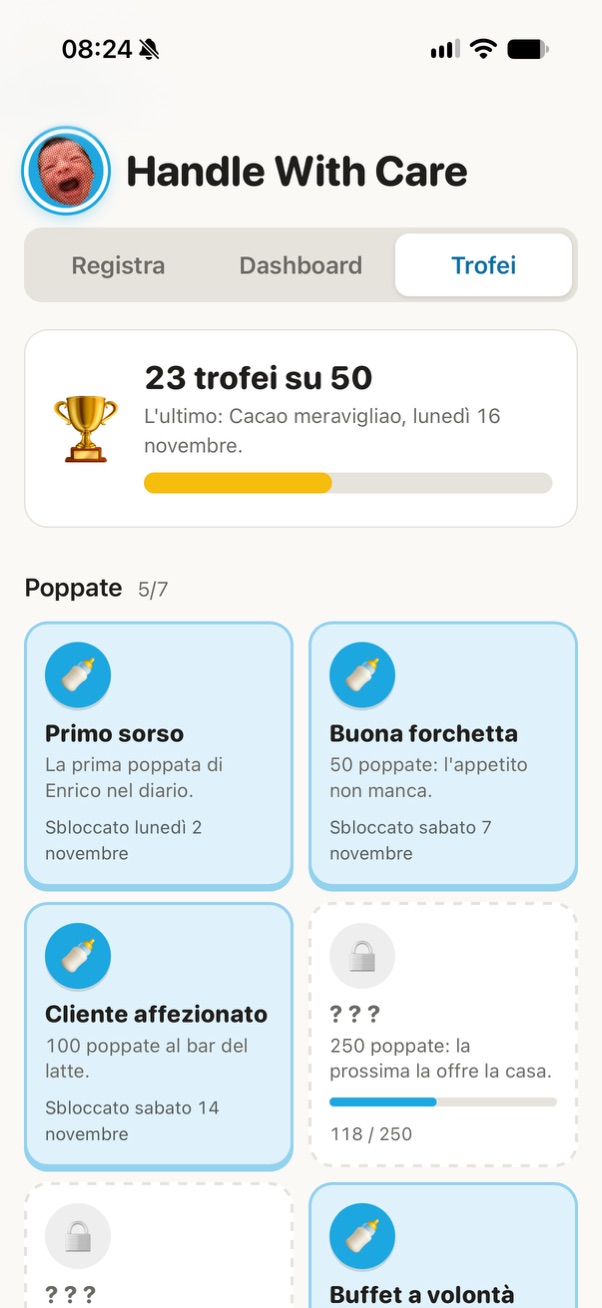 08:24
Handle With Care
Registra
Dashboard
Trofei
23 trofei su 50
L'ultimo: Cacao meravigliao, lunedì 16
novembre.
Poppate 5/7
Primo sorso
La prima poppata di
Enrico nel diario.
Sbloccato lunedì 2
novembre
Buona forchetta
50 poppate: l'appetito
non manca.
Sbloccato sabato 7
novembre
Cliente affezionato
100 poppate al bar del
latte.
Sbloccato sabato 14
novembre
? ? ?
250 poppate: la
prossima la offre la casa.
118 / 250
? ? ?
Buffet a volontà